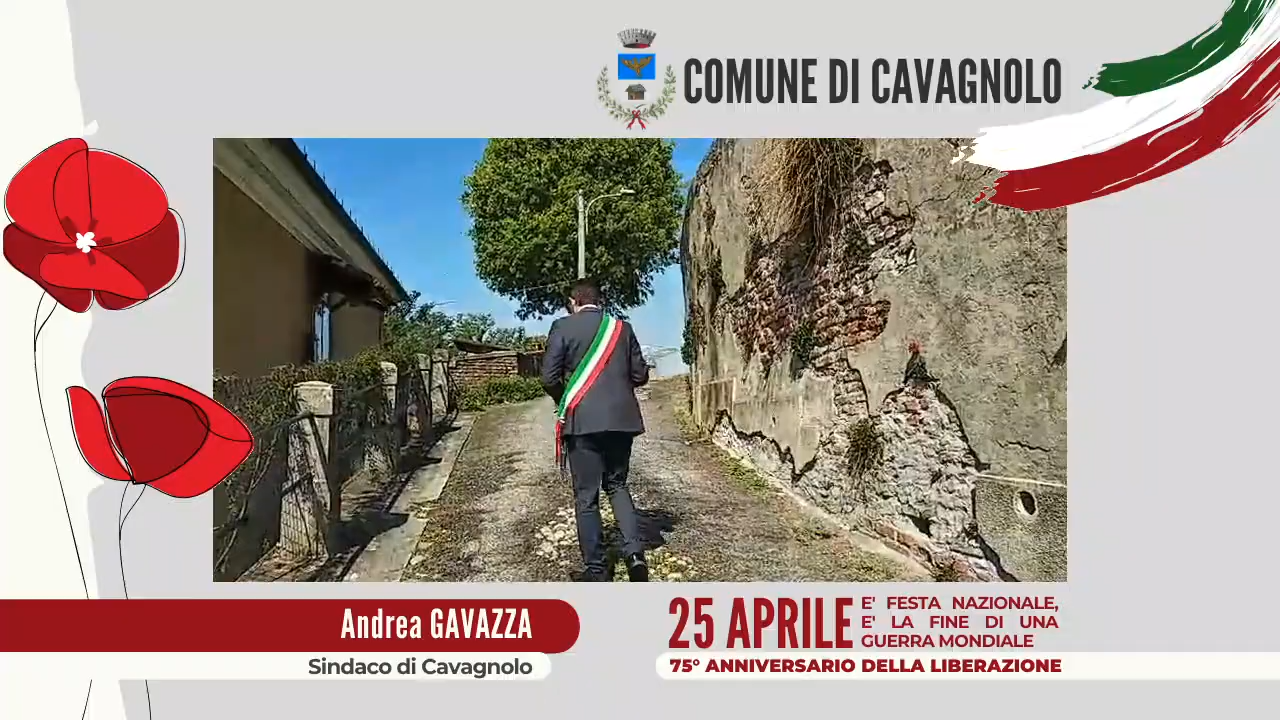 COMUNE DI CAVAGNOLO
Andrea GAVAZZA
Sindaco di Cavagnolo
25 APRILE
E' FESTA NAZIONALE,
E' LA FINE DI UNA
GUERRA MONDIALE
75° ANNIVERSARIO DELLA LIBERAZIONE